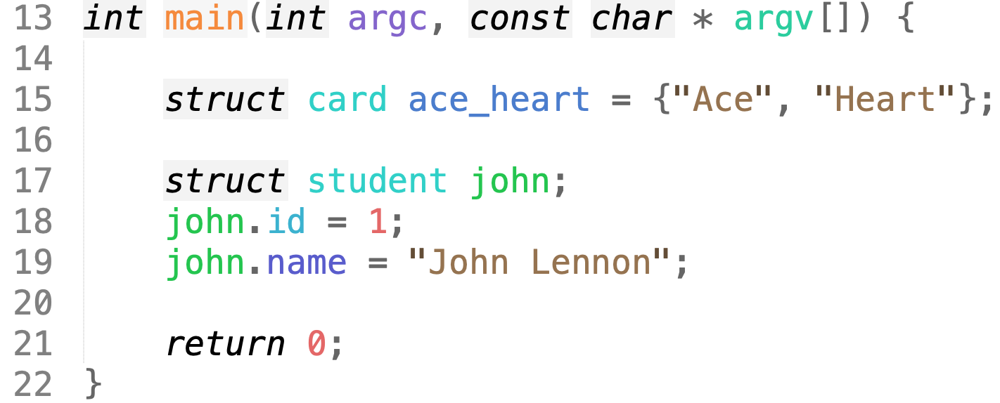 13 int main(int argc, const char * argv[]) {
14
15 struct card ace_heart = {"Ace", "Heart"};
16
17 struct student john;
18 john.id = 1;
19 john.name = "John Lennon";
20
21 return 0;
22 }